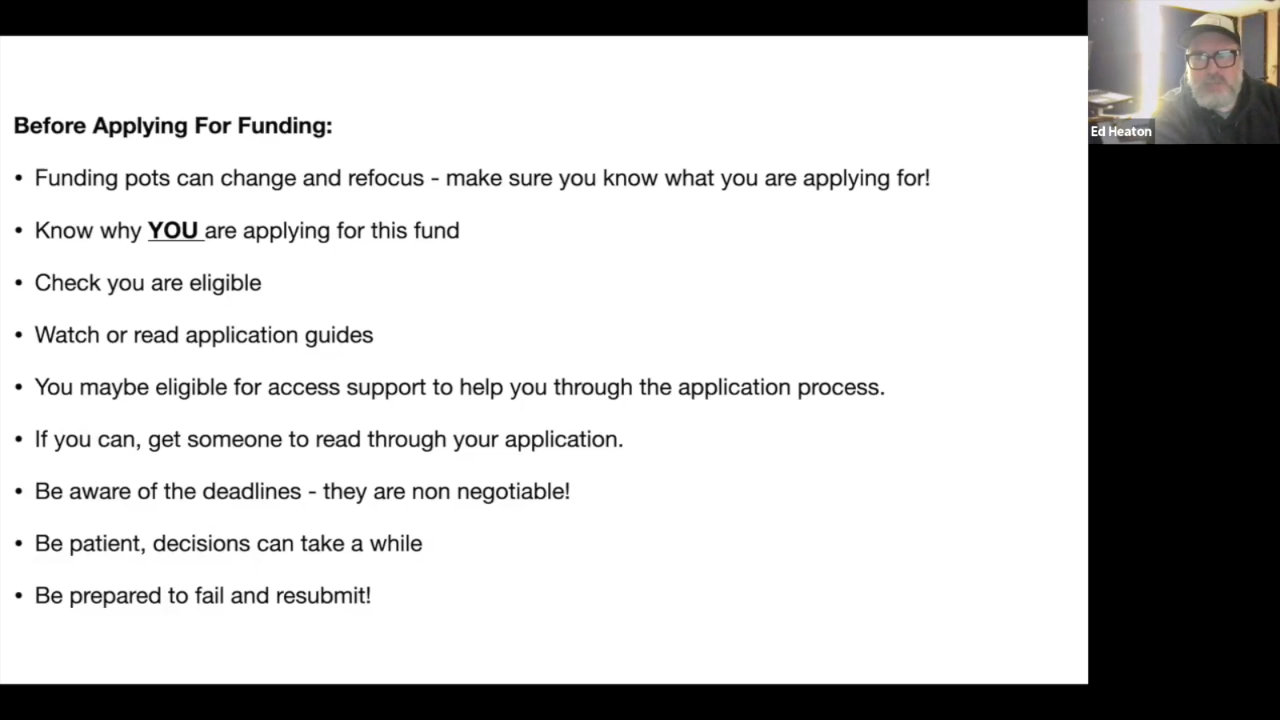 Before Applying For Funding:
• Funding pots can change and refocus - make sure you know what you are applying for!
• Know why YOU are applying for this fund
• Check you are eligible
• Watch or read application guides
• You maybe eligible for access support to help you through the application process.
• If you can, get someone to read through your application.
• Be aware of the deadlines - they are non negotiable!
• Be patient, decisions can take a while
• Be prepared to fail and resubmit!
Ed Heaton